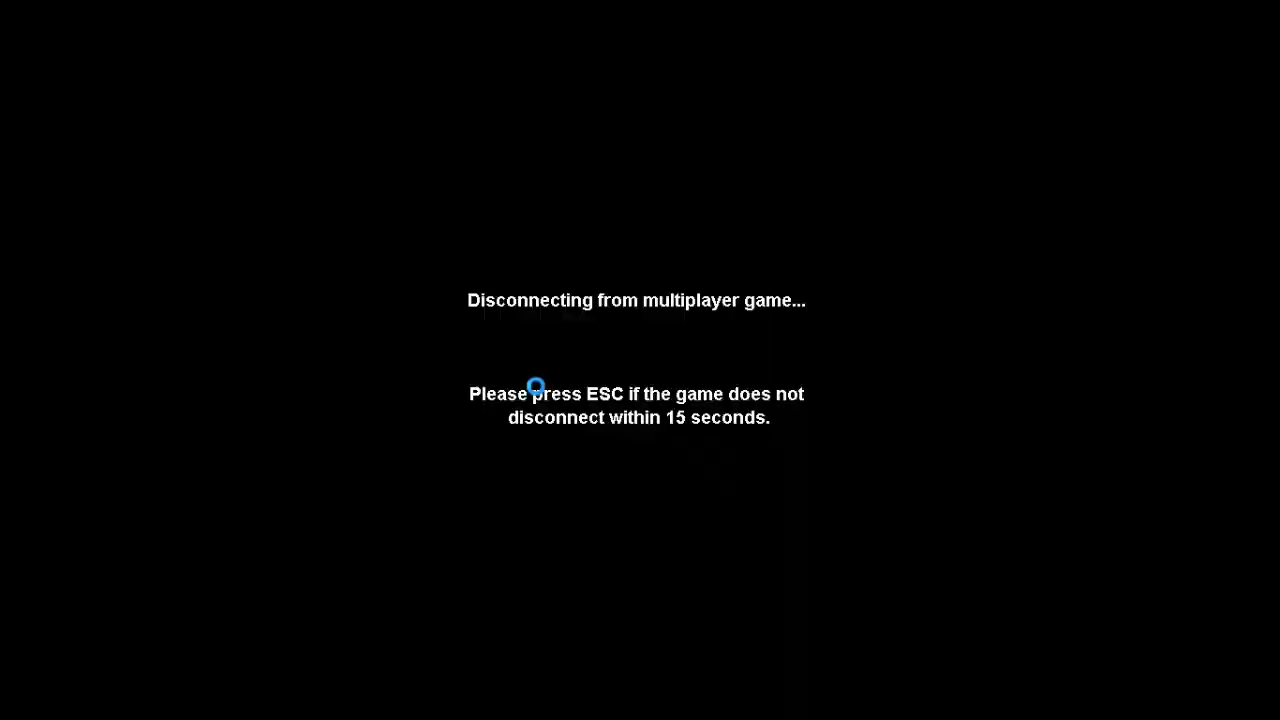 Disconnecting from multiplayer game...
Please press ESC if the game does not
disconnect within 15 seconds.